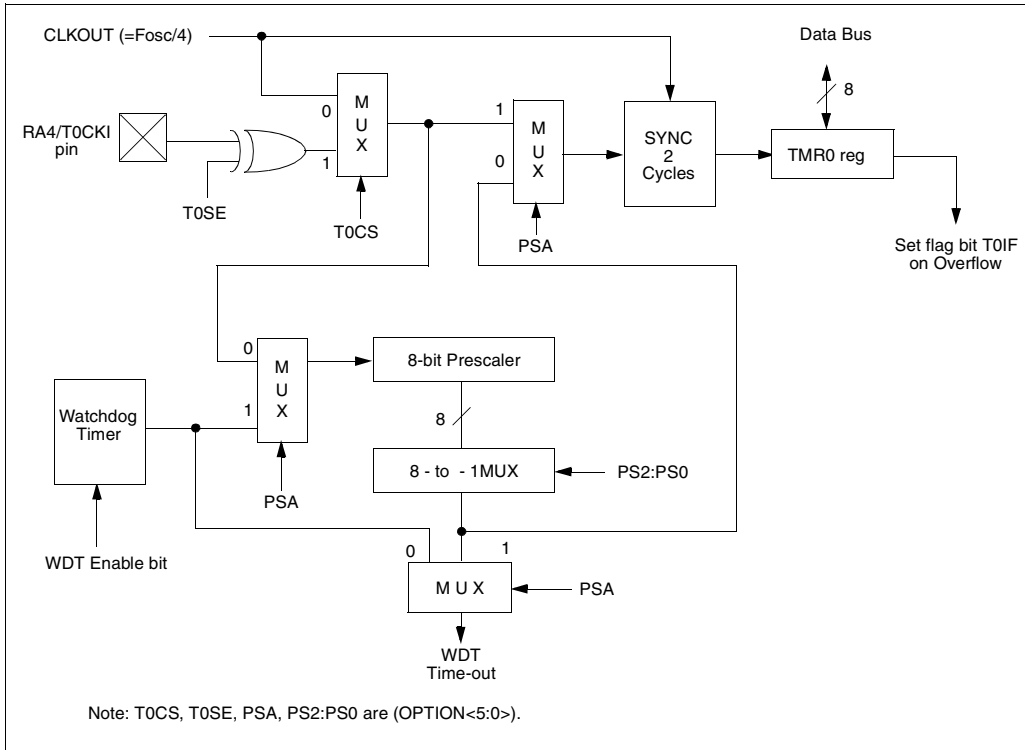 CLKOUT (=Fosc/4)
Data Bus
8
M
U
X
0
1
M
U
X
1
0
SYNC
2
Cycles
TMR0 reg
RA4/T0CKI
pin
T0SE
T0CS
PSA
Set flag bit T0IF
on Overflow
0
M
U
X
1
8-bit Prescaler
Watchdog
Timer
8
8 - to - 1MUX
PS2:PS0
PSA
WDT Enable bit
0
1
M U X
PSA
WDT
Time-out
Note: T0CS, T0SE, PSA, PS2:PS0 are (OPTION<5:0>).